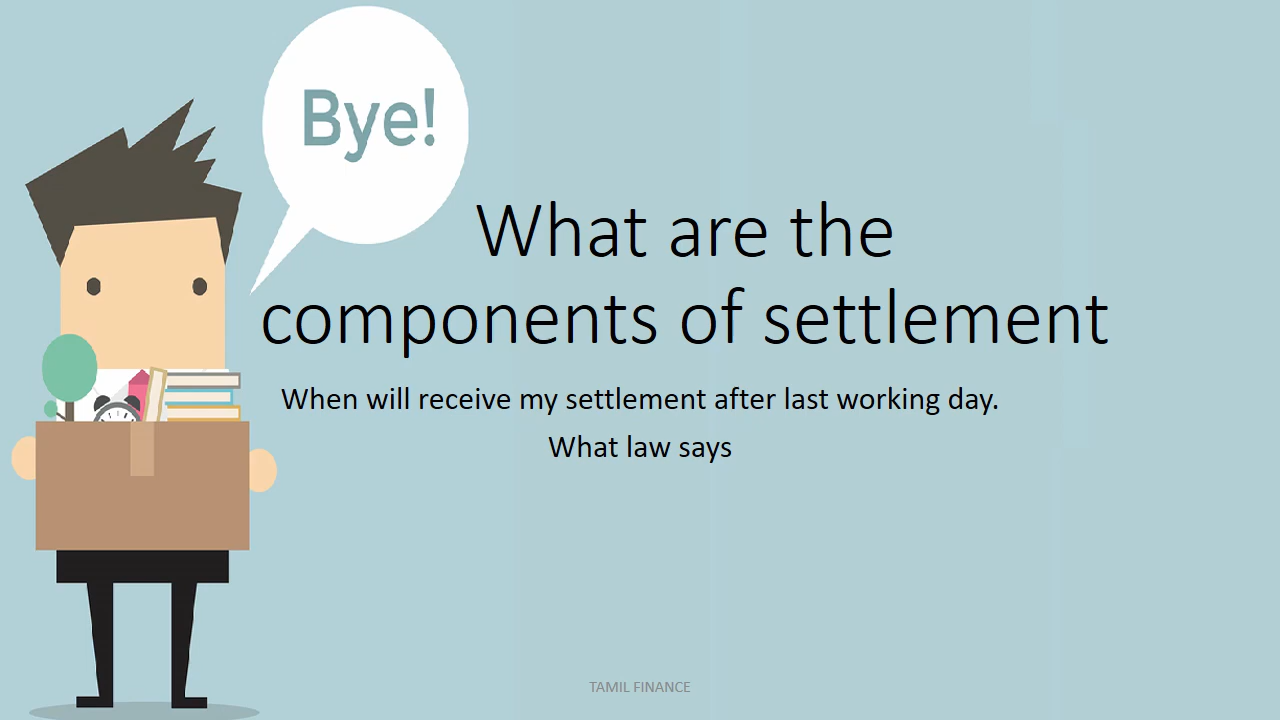 Bye!
What are the
components of settlement
When will receive my settlement after last working day.
What law says
TAMIL FINANCE